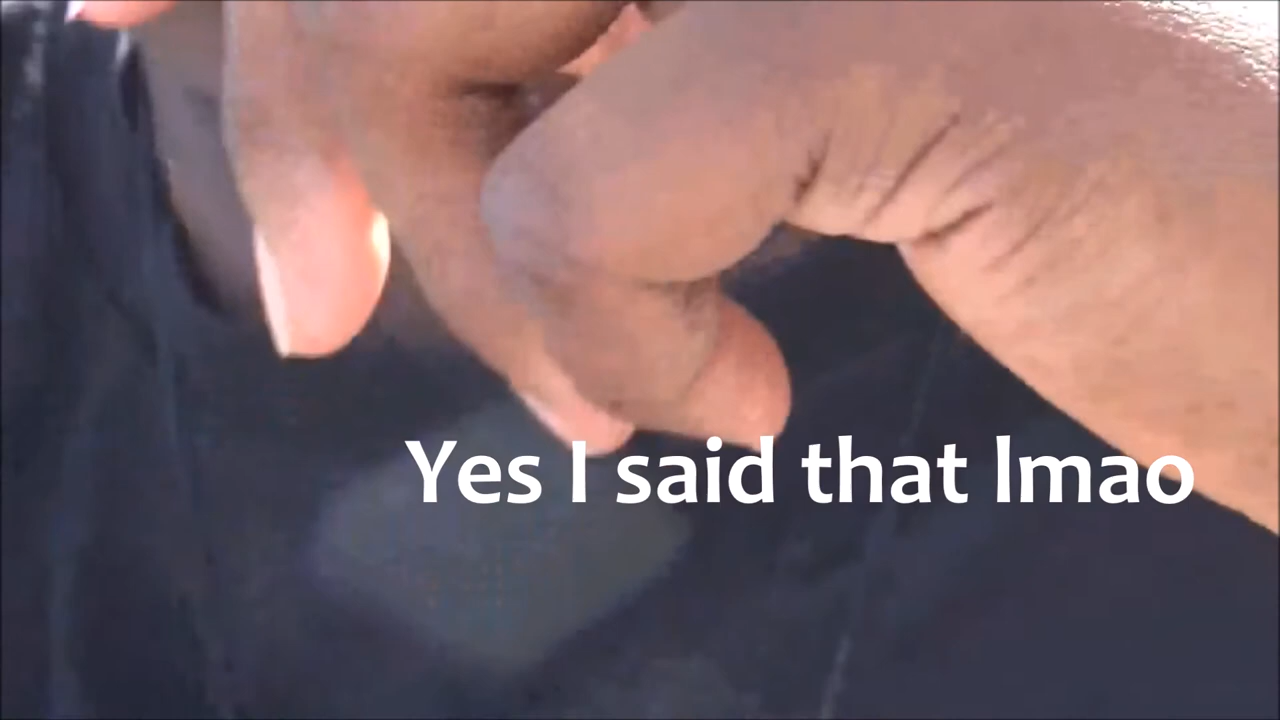 Yes I said that lmao